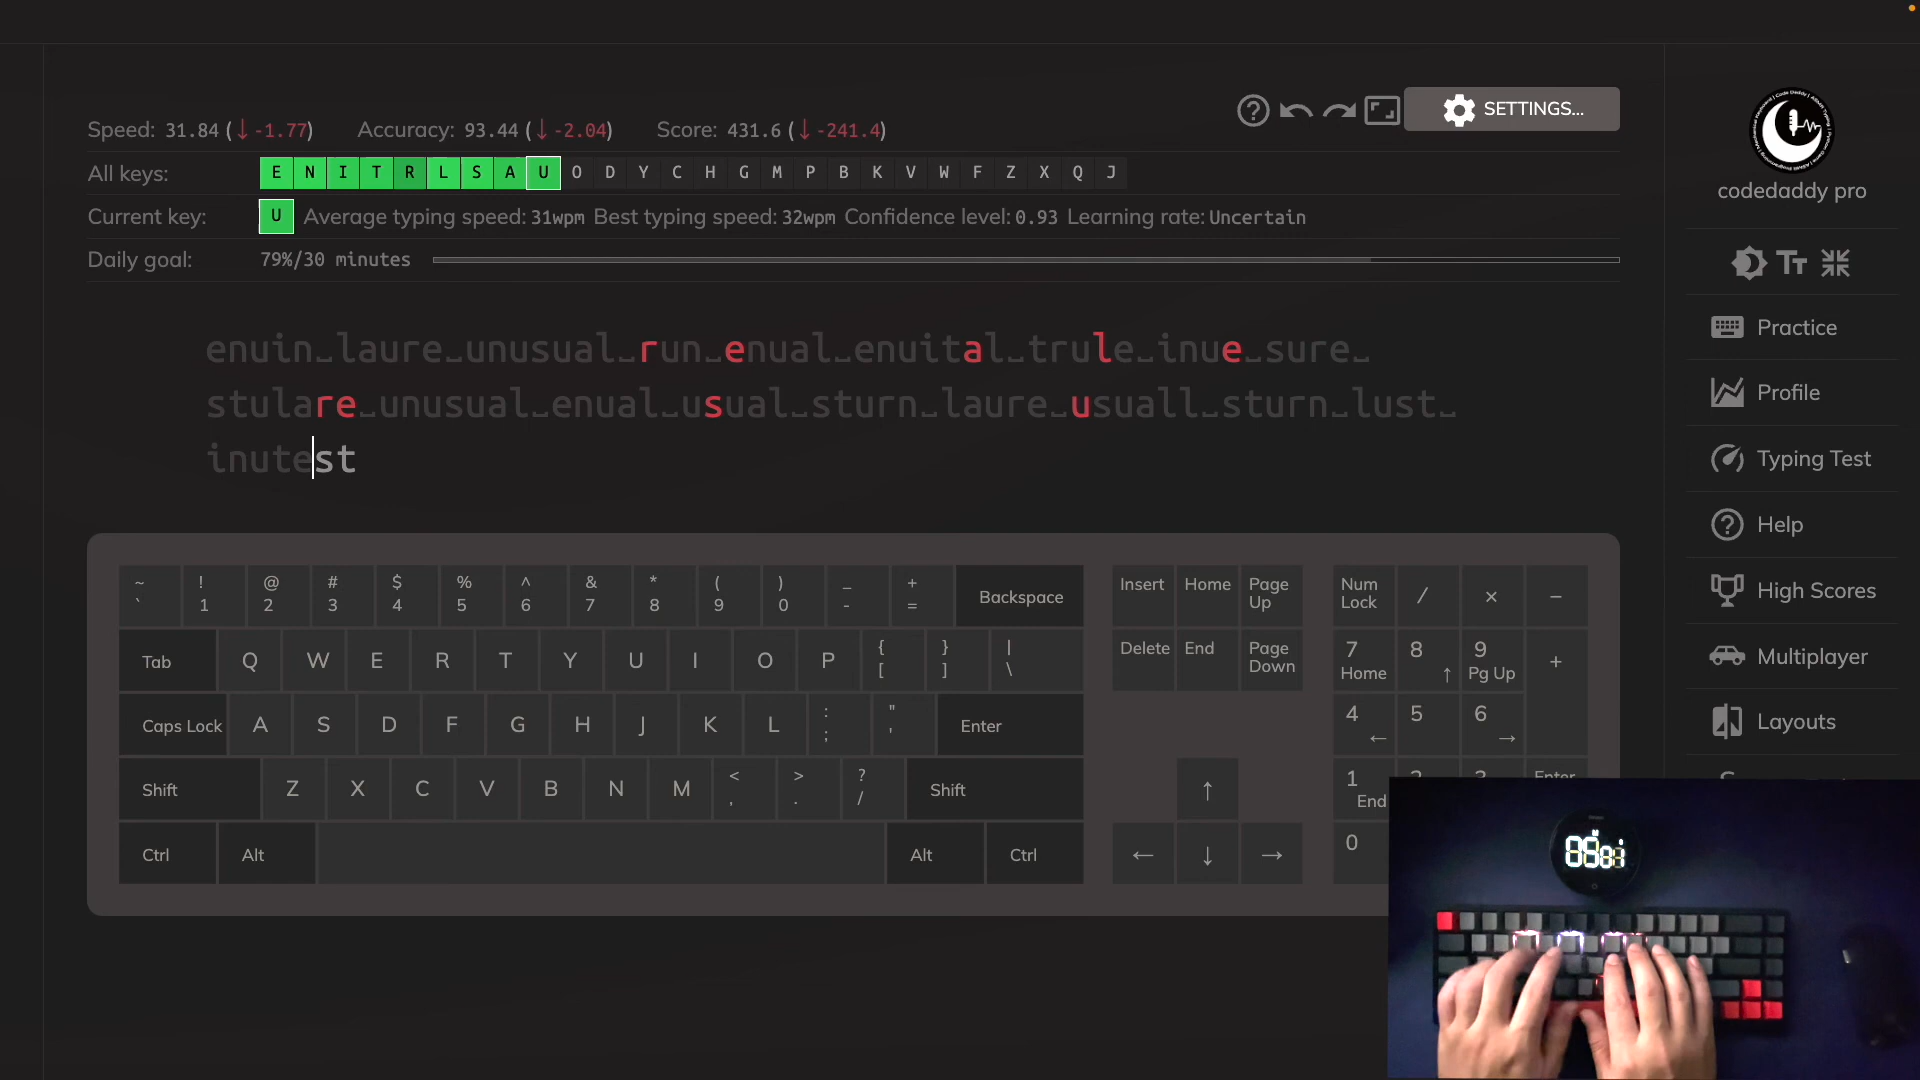 SETTINGS...
Speed: 31.84 (↓-1.77) Accuracy: 93.44 (↓-2.04) Score: 431.6 (↓-241.4)
All keys: E N I T R L S A U O D Y C H G M P B K V W F Z X Q J
Current key: U Average typing speed: 31wpm Best typing speed: 32wpm Confidence level: 0.93 Learning rate: Uncertain
Daily goal: 79%/30 minutes
enuin laure unusual run enual enuital trule inue sure
stulare unusual enual usual sturn laure usuall sturn lust
inutest
~ ` ! 1 @ 2 # 3 $ 4 % 5 ^ 6 & 7 * 8 ( 9 ) 0 _ - + = Backspace
Tab Q W E R T Y U I O P { [ } ] | \
Caps Lock A S D F G H J K L : ; " ' Enter
Shift Z X C V B N M < , > . ? / Shift
Ctrl Alt Alt Ctrl
Insert Home Page Up
Delete End Page Down
↑
← ↓ →
Num Lock / × −
7 Home 8 ↑ 9 Pg Up +
4 ← 5 6 →
1 End
0
codedaddy pro
Practice
Profile
Typing Test
Help
High Scores
Multiplayer
Layouts